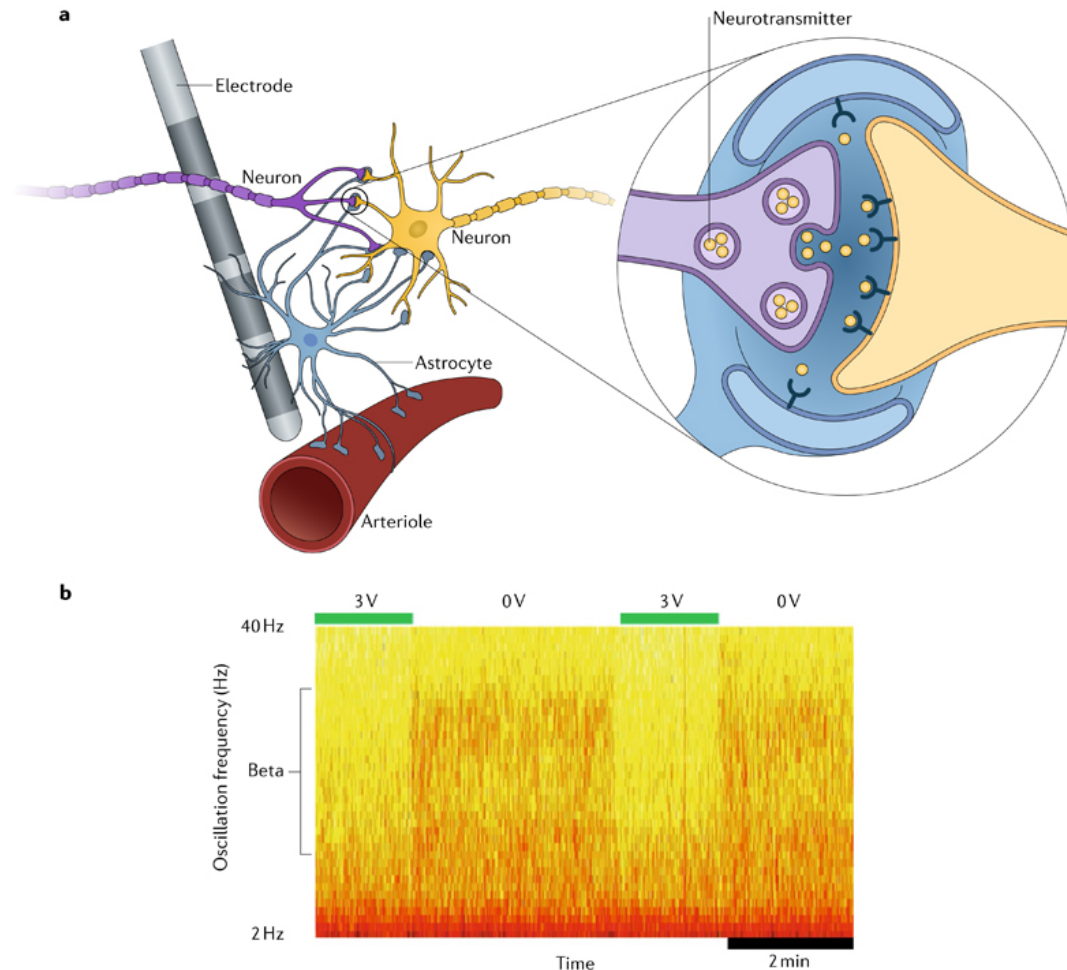 a
Neurotransmitter
Electrode
Neuron
Neuron
Astrocyte
Arteriole
b
3 V
0 V
3 V
0 V
40 Hz
Oscillation frequency (Hz)
Beta
2 Hz
Time
2 min